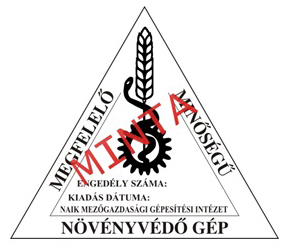 MEGFELELŐ
MINŐSÉGŰ
MINTA
ENGEDÉLY SZÁMA:
KIADÁS DÁTUMA:
NAIK MEZŐGAZDASÁGI GÉPESÍTÉSI INTÉZET
NÖVÉNYVÉDŐ GÉP